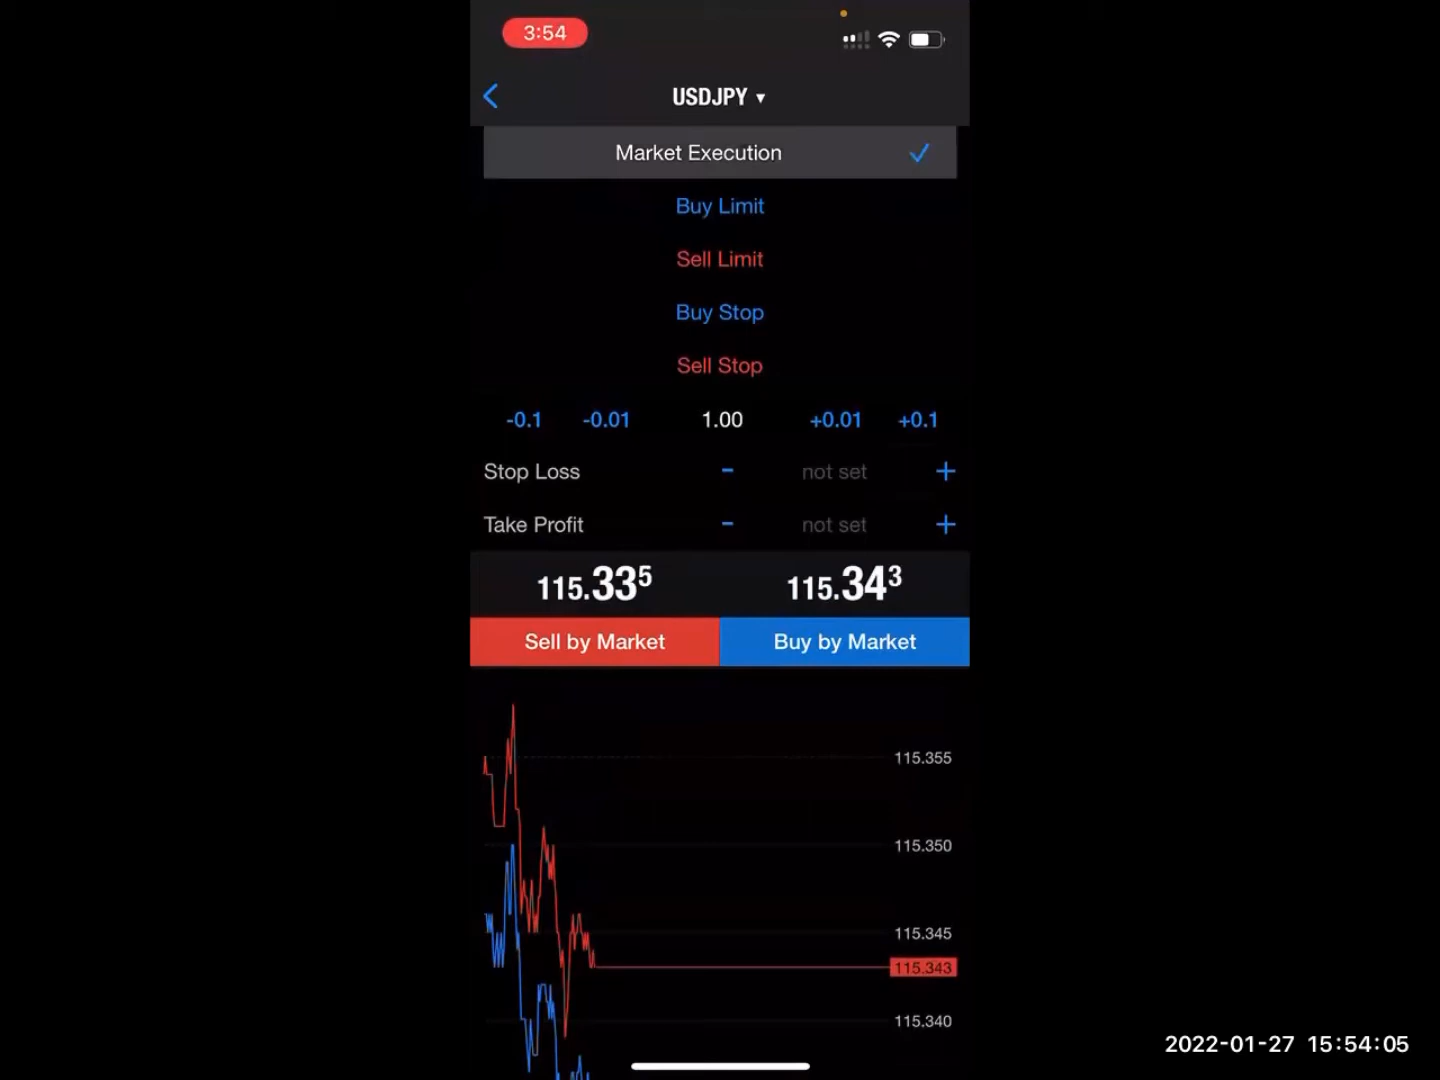 3:54
USDJPY ▼
Market Execution
Buy Limit
Sell Limit
Buy Stop
Sell Stop
-0.1 -0.01 1.00 +0.01 +0.1
Stop Loss - not set +
Take Profit - not set +
115.335 115.343
Sell by Market Buy by Market
115.355
115.350
115.345
115.343
115.340
2022-01-27 15:54:05